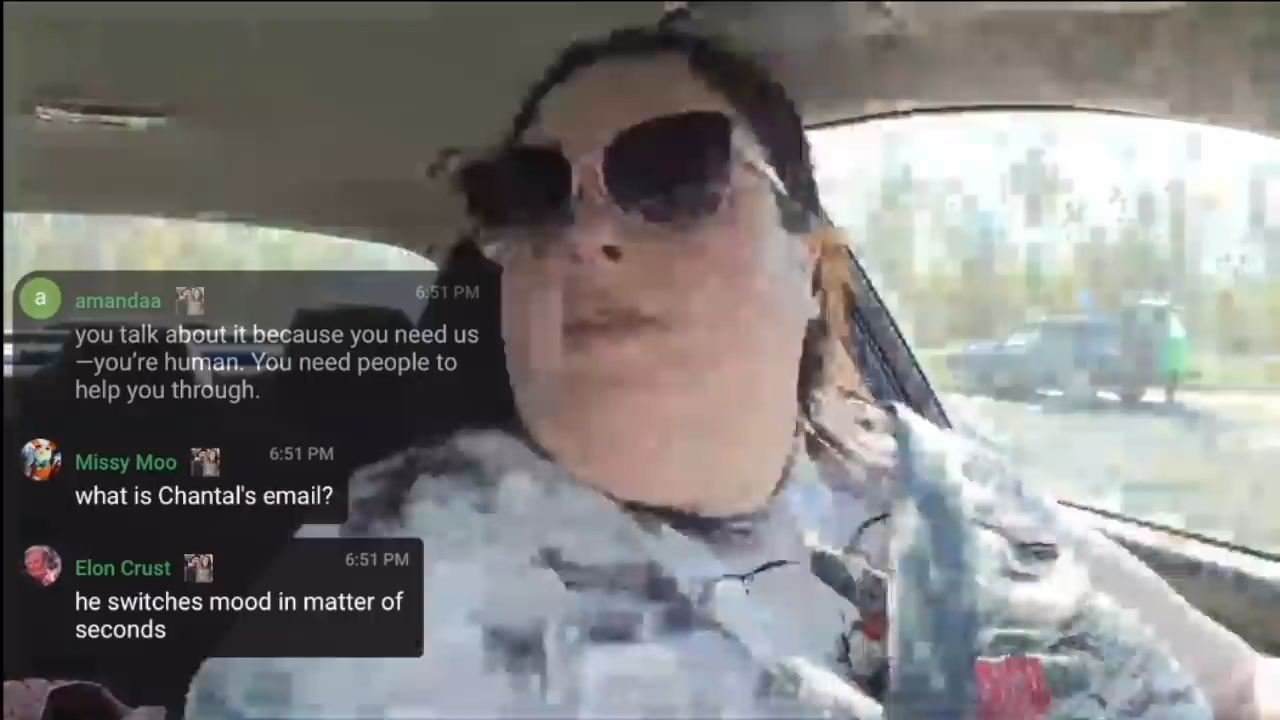 a
amandaa
6:51 PM
you talk about it because you need us
—you're human. You need people to
help you through.
Missy Moo
6:51 PM
what is Chantal's email?
Elon Crust
6:51 PM
he switches mood in matter of
seconds